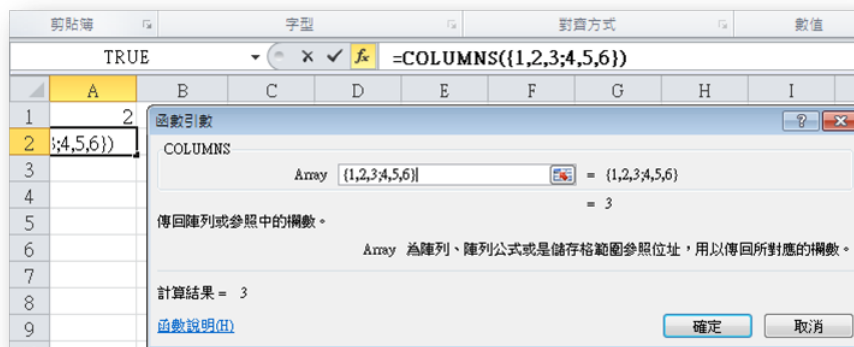 剪貼簿 字型 對齊方式 數值
TRUE =COLUMNS({1,2,3;4,5,6})
A B C D E F G H I
1 2 函數引數
2 ;4,5,6}) COLUMNS
3 Array {1,2,3;4,5,6} = {1,2,3;4,5,6}
4 = 3
5 傳回陣列或參照中的欄數。
6 Array 為陣列、陣列公式或是儲存格範圍參照位址，用以傳回所對應的欄數。
7
8 計算結果 = 3
9 函數說明(H) 確定 取消